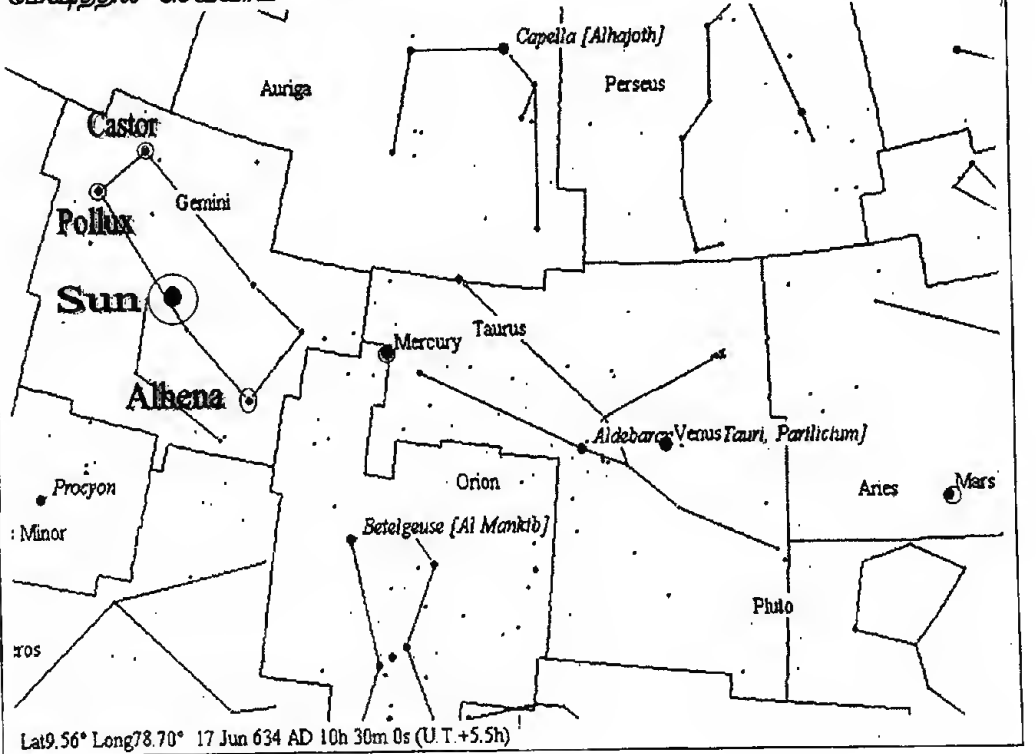 Capella [Alhajoth]
Auriga
Perseus
Castor
Gemini
Pollux
Sun
Taurus
Mercury
Alhena
Venus Tauri, Parilicium]
Procyon
Orion
Aries
Mars
Minor
Betelgeuse [Al Mankib]
Pluto
Lat9.56° Long78.70° 17 Jun 634 AD 10h 30m 0s (U.T.+5.5h)